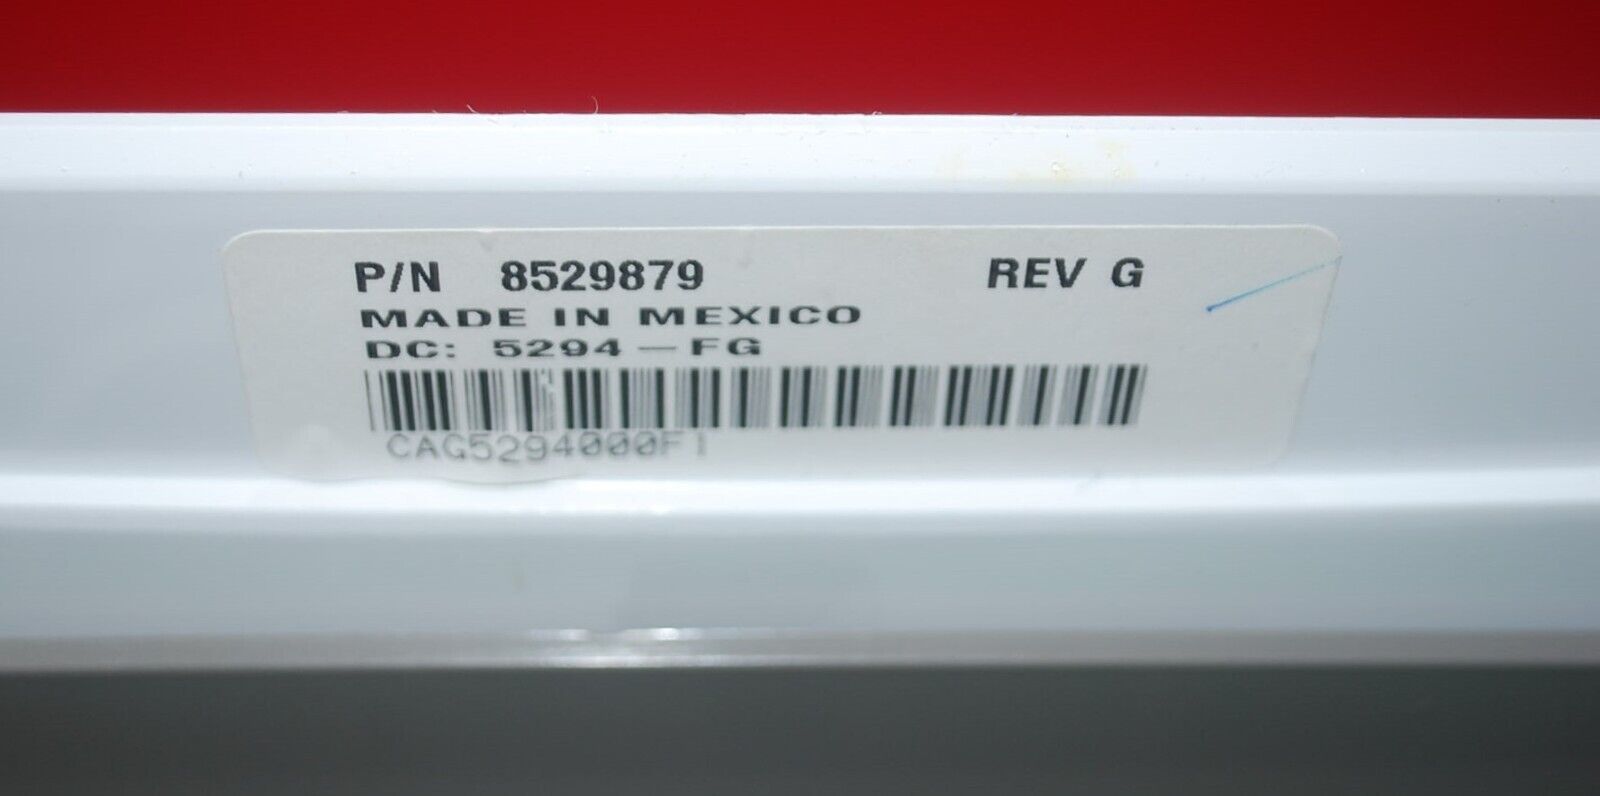 P/N 8529879 REV G
MADE IN MEXICO
DC: 5294-FG
CAG5294000F1